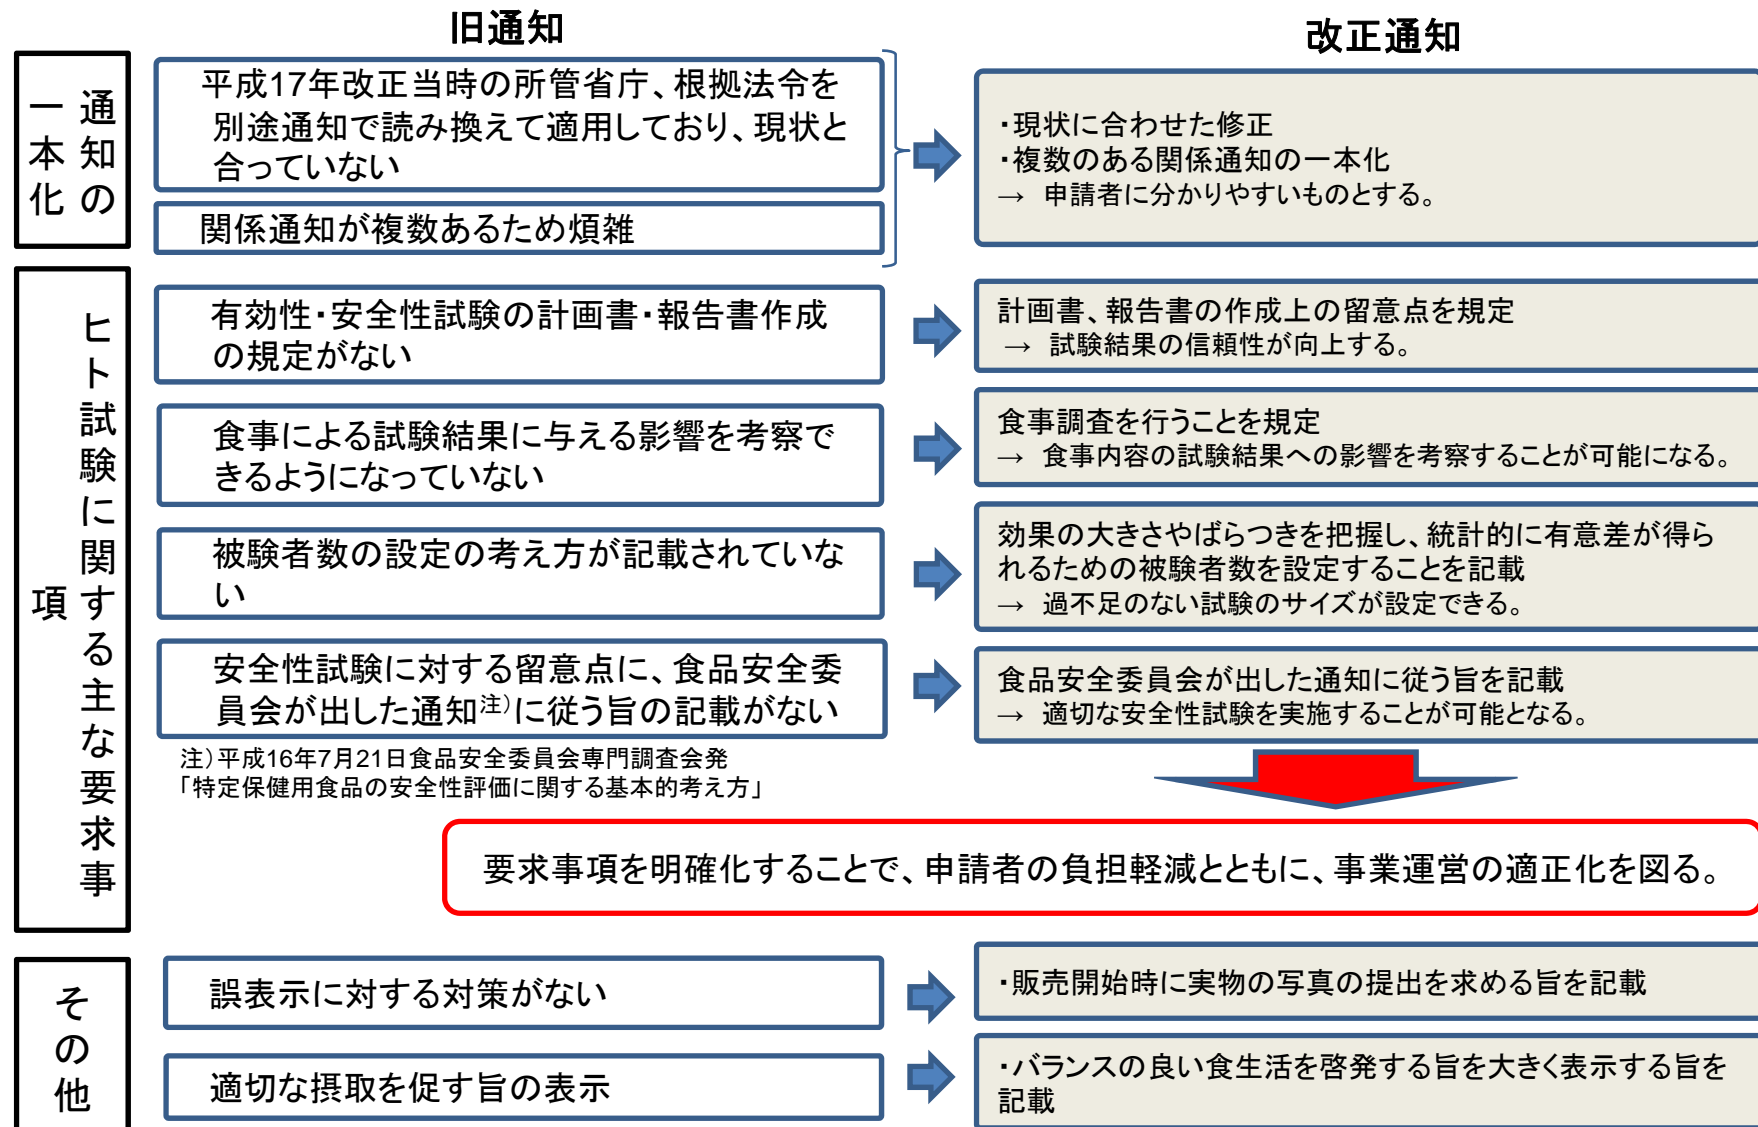 旧通知
改正通知
通知の
一本化
平成17年改正当時の所管省庁、根拠法令を
別途通知で読み換えて適用しており、現状と
合っていない
関係通知が複数あるため煩雑
・現状に合わせた修正
・複数のある関係通知の一本化
→ 申請者に分かりやすいものとする。
ヒト試験に関する主な要求事
項
有効性・安全性試験の計画書・報告書作成
の規定がない
計画書、報告書の作成上の留意点を規定
→ 試験結果の信頼性が向上する。
食事による試験結果に与える影響を考察で
きるようになっていない
食事調査を行うことを規定
→ 食事内容の試験結果への影響を考察することが可能になる。
被験者数の設定の考え方が記載されていな
い
効果の大きさやばらつきを把握し、統計的に有意差が得ら
れるための被験者数を設定することを記載
→ 過不足のない試験のサイズが設定できる。
安全性試験に対する留意点に、食品安全委
員会が出した通知注)に従う旨の記載がない
食品安全委員会が出した通知に従う旨を記載
→ 適切な安全性試験を実施することが可能となる。
注)平成16年7月21日食品安全委員会専門調査会発
「特定保健用食品の安全性評価に関する基本的考え方」
要求事項を明確化することで、申請者の負担軽減とともに、事業運営の適正化を図る。
その他
誤表示に対する対策がない
・販売開始時に実物の写真の提出を求める旨を記載
適切な摂取を促す旨の表示
・バランスの良い食生活を啓発する旨を大きく表示する旨を
記載